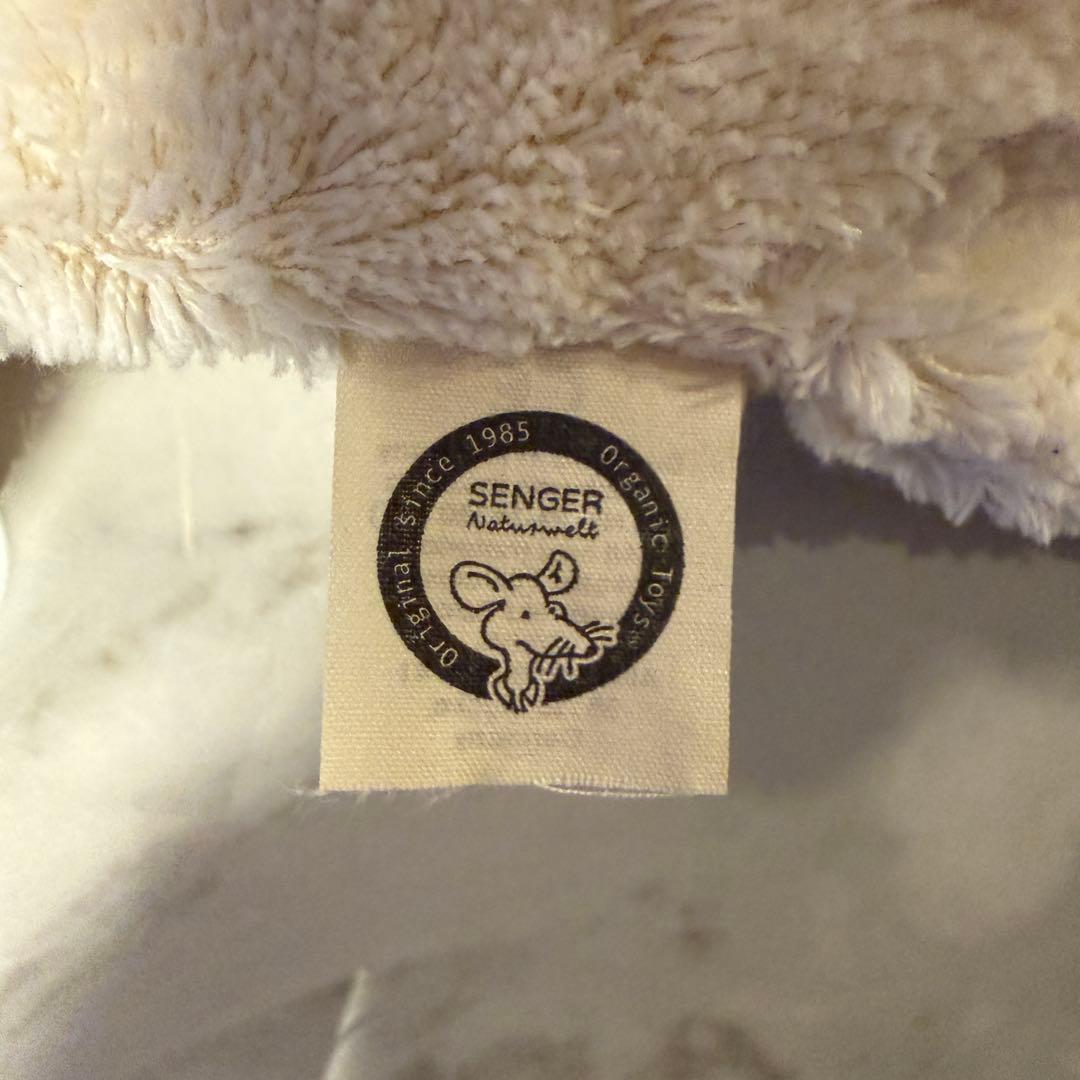 Original since 1985
Organic Toys
SENGER
Naturwelt